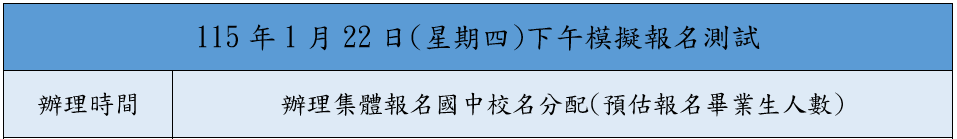 115 年 1 月 22 日(星期四)下午模擬報名測試
辦理時間
辦理集體報名國中校名分配(預估報名畢業生人數)